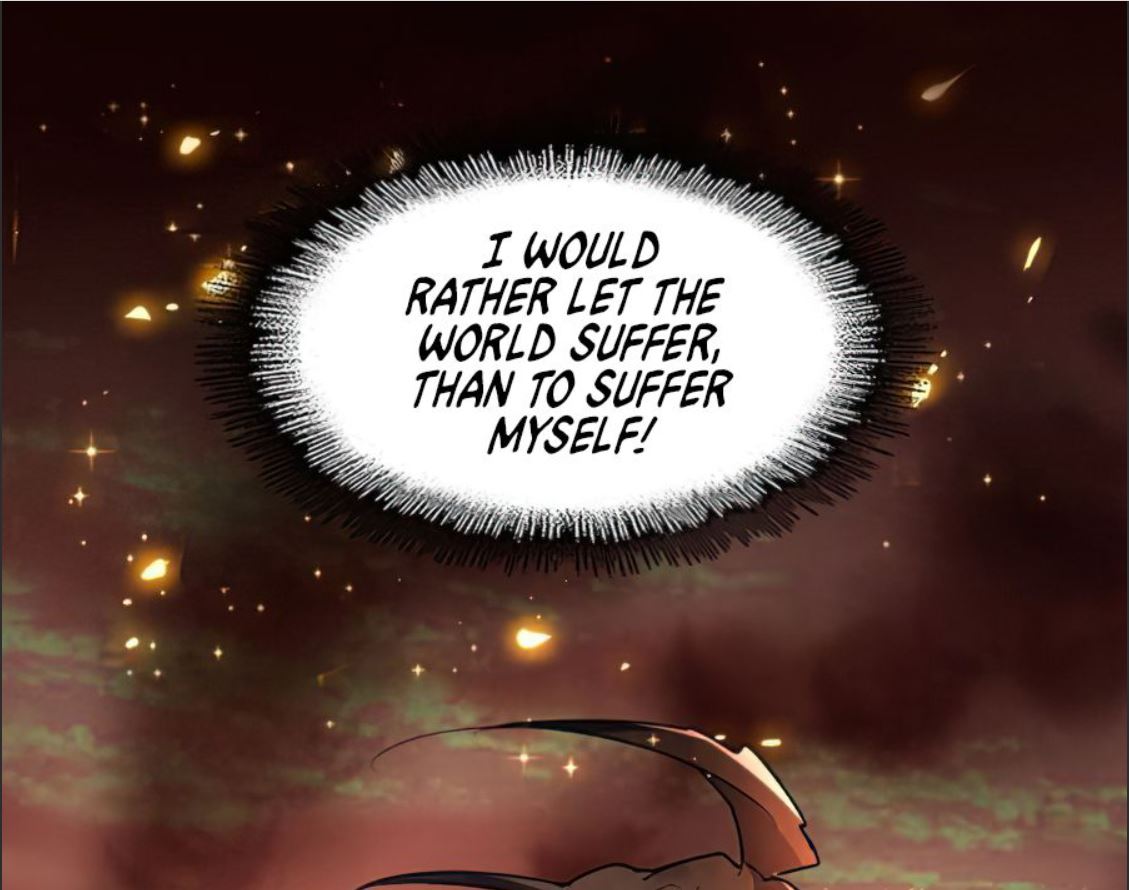 I WOULD
RATHER LET THE
WORLD SUFFER,
THAN TO SUFFER
MYSELF!